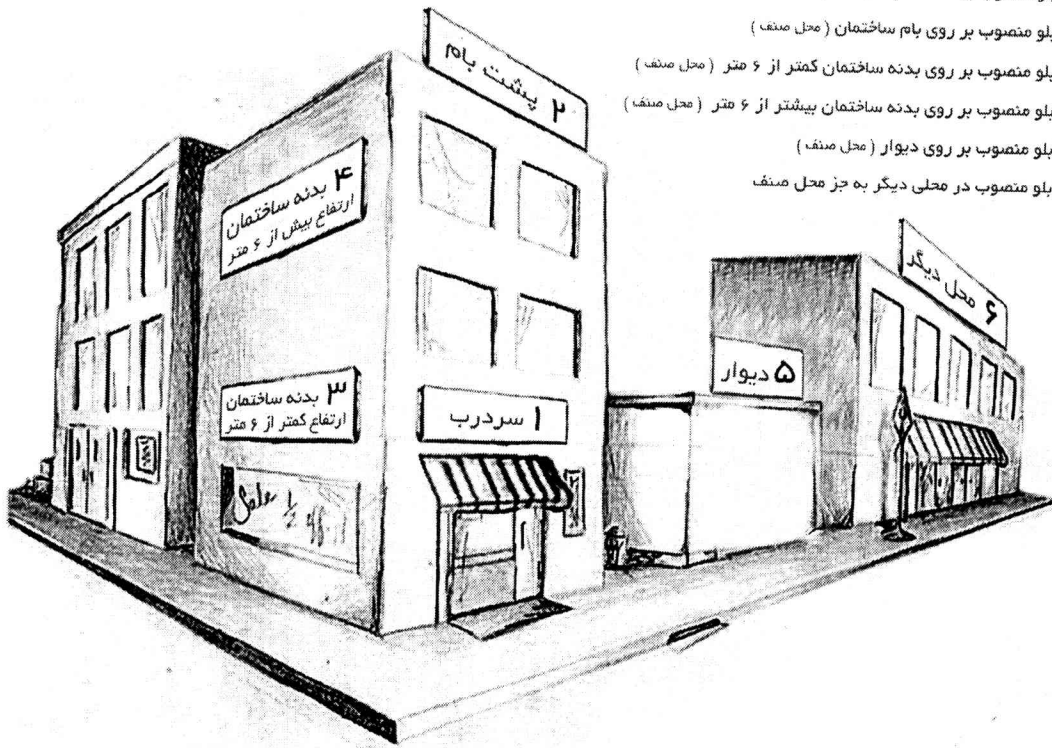 بلو منصوب بر روی بام ساختمان ( محل صنف )
بلو منصوب بر روی بدنه ساختمان کمتر از ۶ متر ( محل صنف )
بلو منصوب بر روی بدنه ساختمان بیشتر از ۶ متر ( محل صنف )
بلو منصوب بر روی دیوار ( محل صنف )
بلو منصوب در محلی دیگر به جز محل صنف
۲ پشت بام
۴ بدنه ساختمان
ارتفاع بیش از ۶ متر
۶ محل دیگر
۵ دیوار
۳ بدنه ساختمان
ارتفاع کمتر از ۶ متر
۱ سردرب
Sale ½